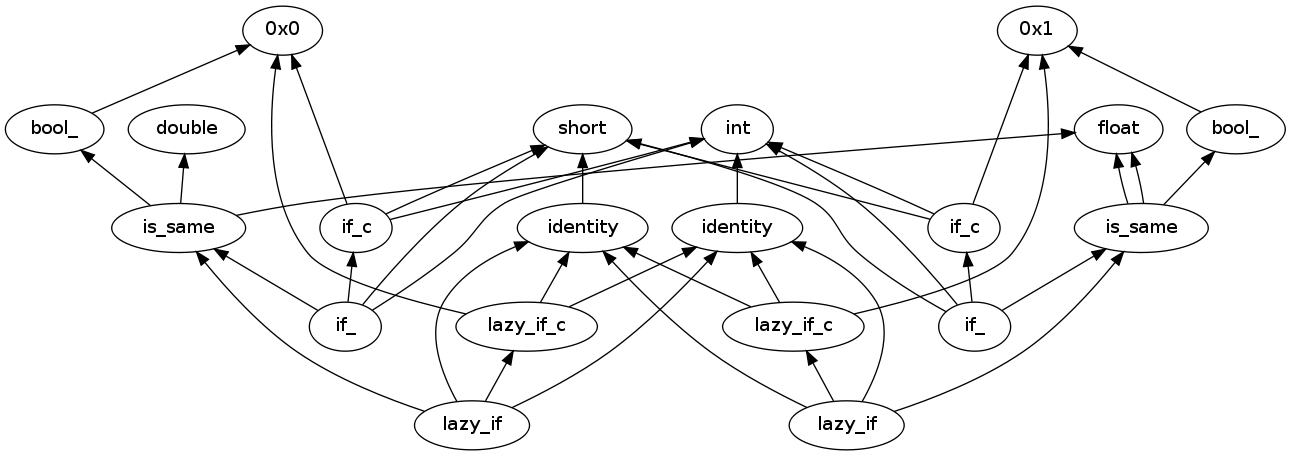 0x0
0x1
bool_
double
short
int
float
bool_
is_same
if_c
identity
identity
if_c
is_same
if_
lazy_if_c
lazy_if_c
if_
lazy_if
lazy_if